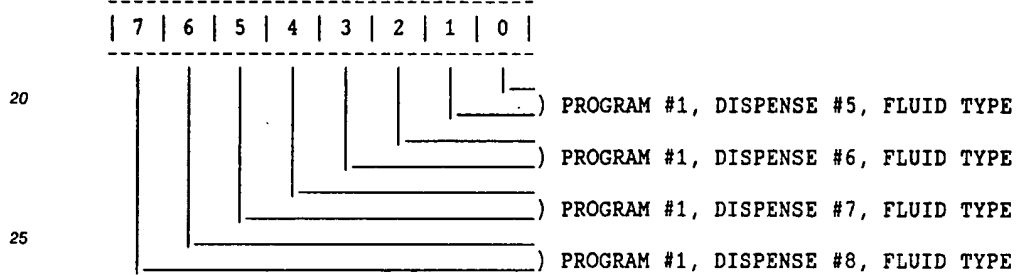 | 7 | 6 | 5 | 4 | 3 | 2 | 1 | 0 |
20 ) PROGRAM #1, DISPENSE #5, FLUID TYPE
) PROGRAM #1, DISPENSE #6, FLUID TYPE
) PROGRAM #1, DISPENSE #7, FLUID TYPE
25
) PROGRAM #1, DISPENSE #8, FLUID TYPE